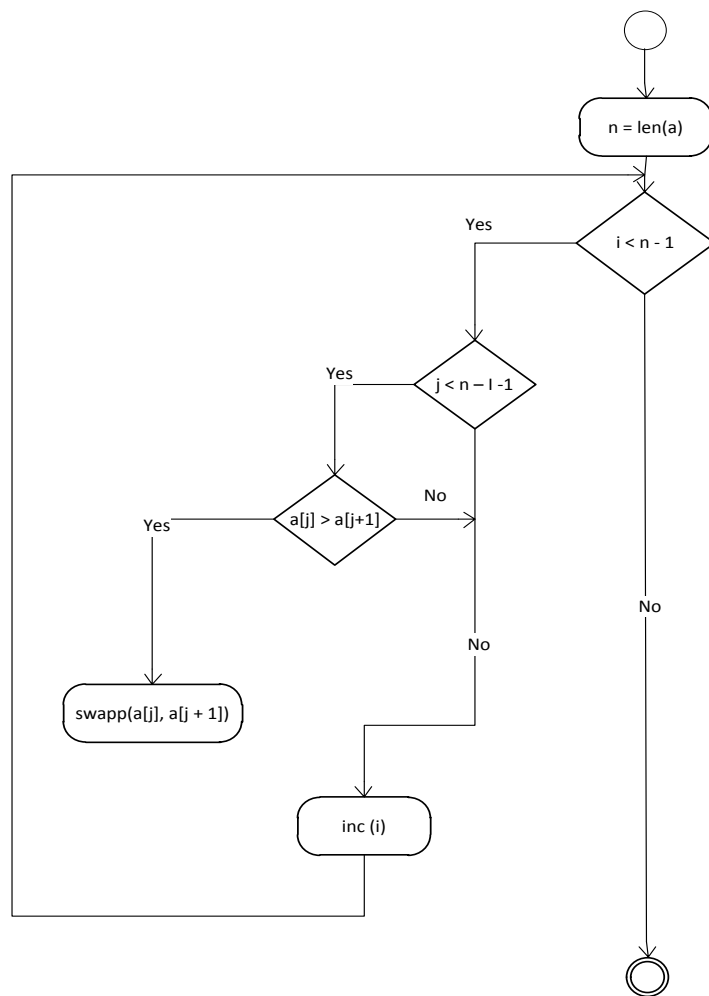 n = len(a)
Yes
i < n - 1
Yes
j < n – I -1
No
Yes
a[j] > a[j+1]
No
No
swapp(a[j], a[j + 1])
inc (i)